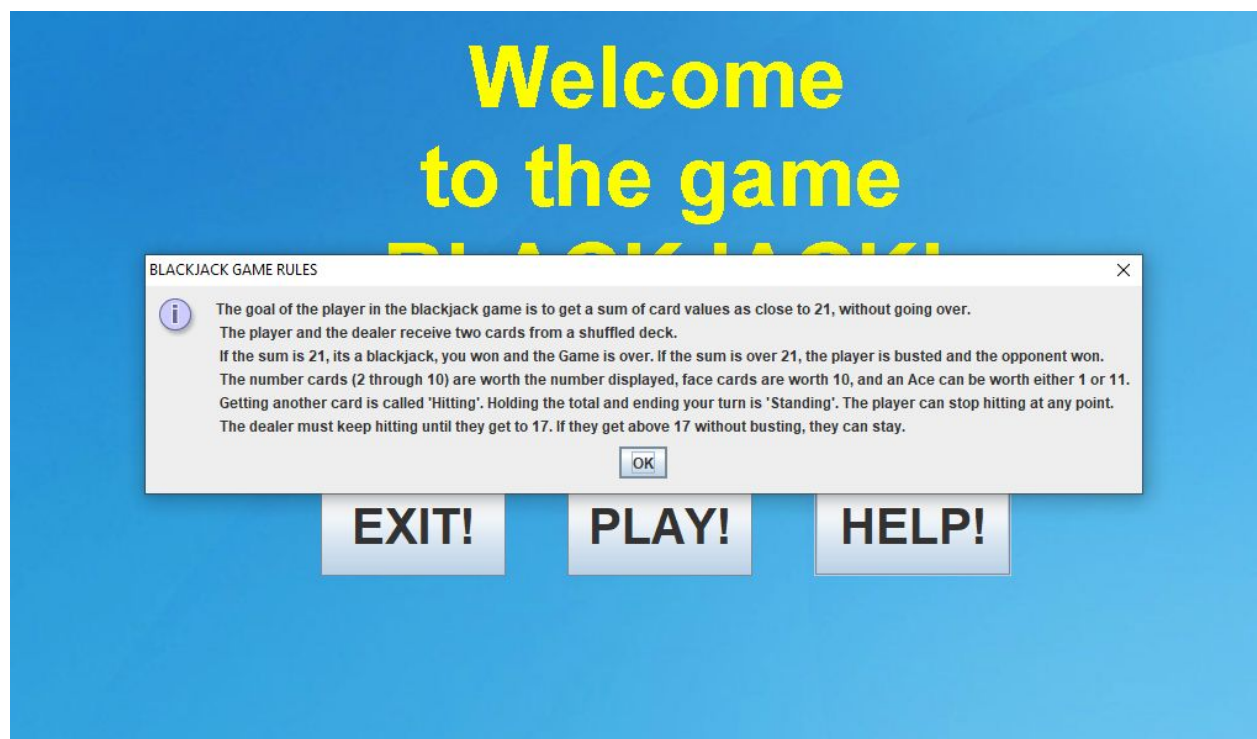 Welcome
to the game
BLACKJACK!
BLACKJACK GAME RULES
The goal of the player in the blackjack game is to get a sum of card values as close to 21, without going over.
The player and the dealer receive two cards from a shuffled deck.
If the sum is 21, its a blackjack, you won and the Game is over. If the sum is over 21, the player is busted and the opponent won.
The number cards (2 through 10) are worth the number displayed, face cards are worth 10, and an Ace can be worth either 1 or 11.
Getting another card is called 'Hitting'. Holding the total and ending your turn is 'Standing'. The player can stop hitting at any point.
The dealer must keep hitting until they get to 17. If they get above 17 without busting, they can stay.
OK
EXIT! PLAY! HELP!